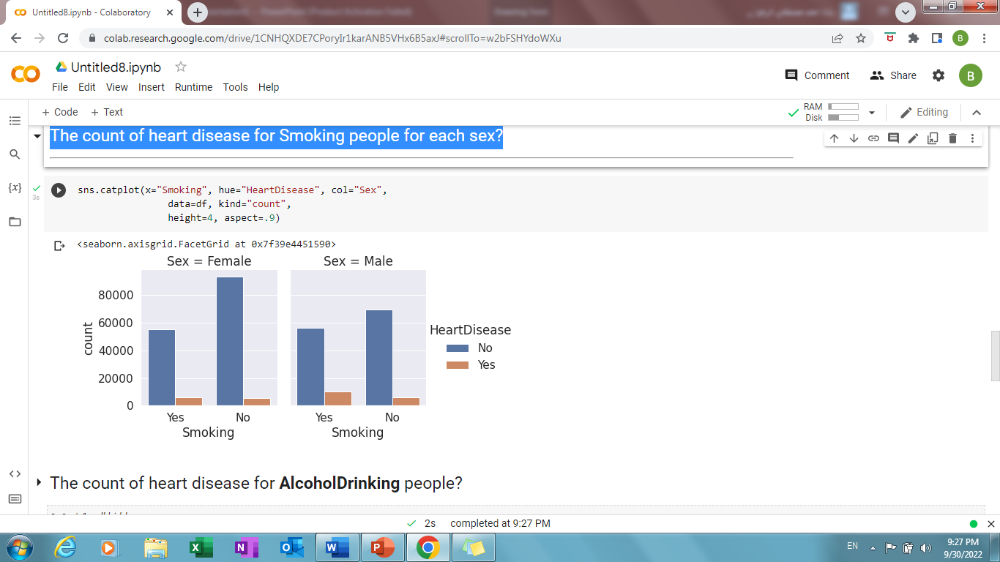 Untitled8.ipynb - Colaboratory
colab.research.google.com/drive/1CNHQXDE7CPoryIr1karANB5VHx6B5axJ#scrollTo=w2bFSHYdoWXu
B
Untitled8.ipynb
File Edit View Insert Runtime Tools Help
Comment Share B
+ Code + Text
RAM
Disk
Editing
The count of heart disease for Smoking people for each sex?
{x}
3s
sns.catplot(x="Smoking", hue="HeartDisease", col="Sex",
data=df, kind="count",
height=4, aspect=.9)
<seaborn.axisgrid.FacetGrid at 0x7f39e4451590>
Sex = Female Sex = Male
80000
60000
40000
20000
0
count
HeartDisease
No
Yes
Yes No Yes No
Smoking Smoking
The count of heart disease for AlcoholDrinking people?
2s completed at 9:27 PM
EN
9:27 PM
9/30/2022